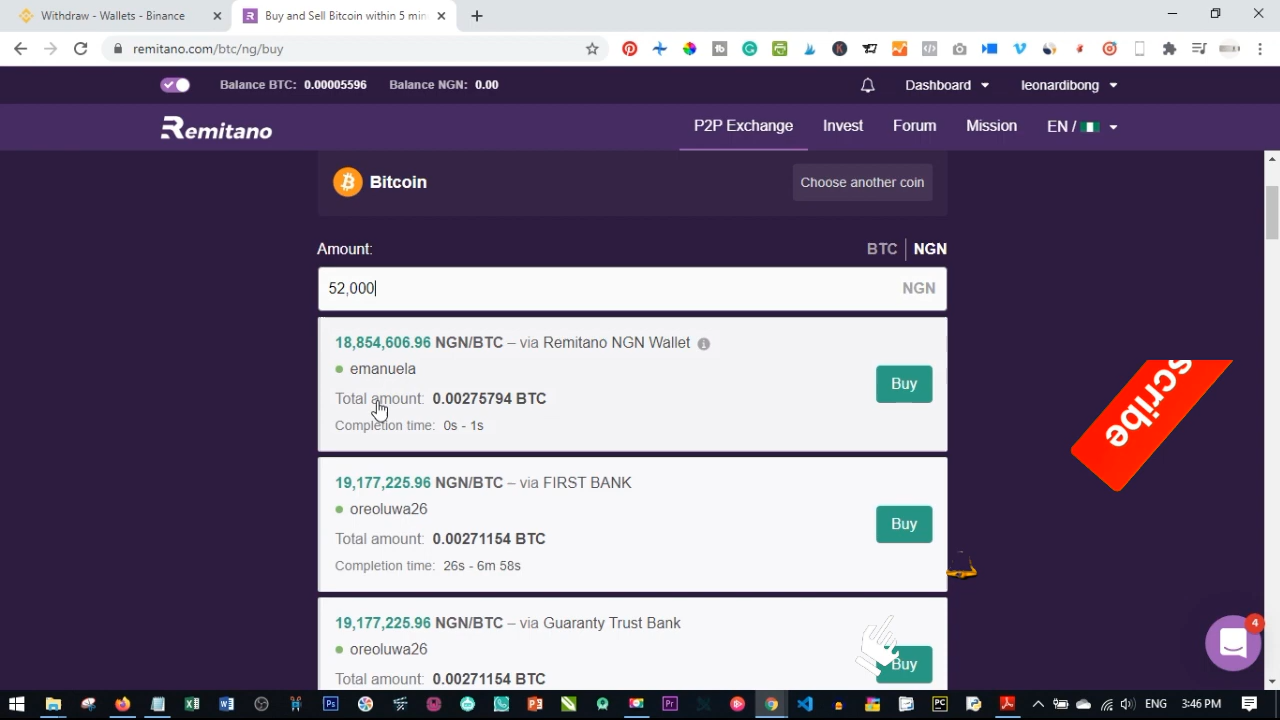 Withdraw - Wallets - Binance
Buy and Sell Bitcoin within 5 min
remitano.com/btc/ng/buy
Balance BTC: 0.00005596 Balance NGN: 0.00
Dashboard leonardibong
Remitano
P2P Exchange Invest Forum Mission EN /
Bitcoin
Choose another coin
Amount:
BTC NGN
52,000
NGN
18,854,606.96 NGN/BTC – via Remitano NGN Wallet
emanuela
Total amount: 0.00275794 BTC
Completion time: 0s - 1s
Buy
19,177,225.96 NGN/BTC – via FIRST BANK
oreoluwa26
Total amount: 0.00271154 BTC
Completion time: 26s - 6m 58s
Buy
19,177,225.96 NGN/BTC – via Guaranty Trust Bank
oreoluwa26
Total amount: 0.00271154 BTC
Buy
scribe
4
ENG 3:46 PM